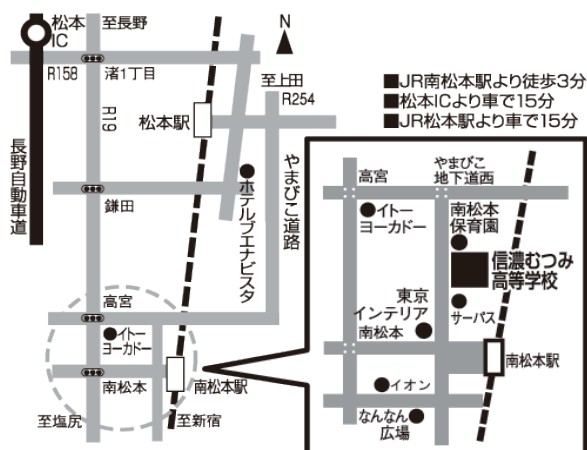 松本
IC
至長野
N
R158
渚1丁目
至上田
R254
■JR南松本駅より徒歩3分
■松本ICより車で15分
■JR松本駅より車で15分
R19
松本駅
長野自動車道
やまびこ道路
ホテルブエナビスタ
鎌田
高宮
イトー
ヨーカドー
南松本
南松本駅
至塩尻
至新宿
高宮
やまびこ
地下道西
イトー
ヨーカドー
南松本
保育園
信濃むつみ
高等学校
東京
インテリア
サーパス
南松本
南松本駅
イオン
なんなん
広場